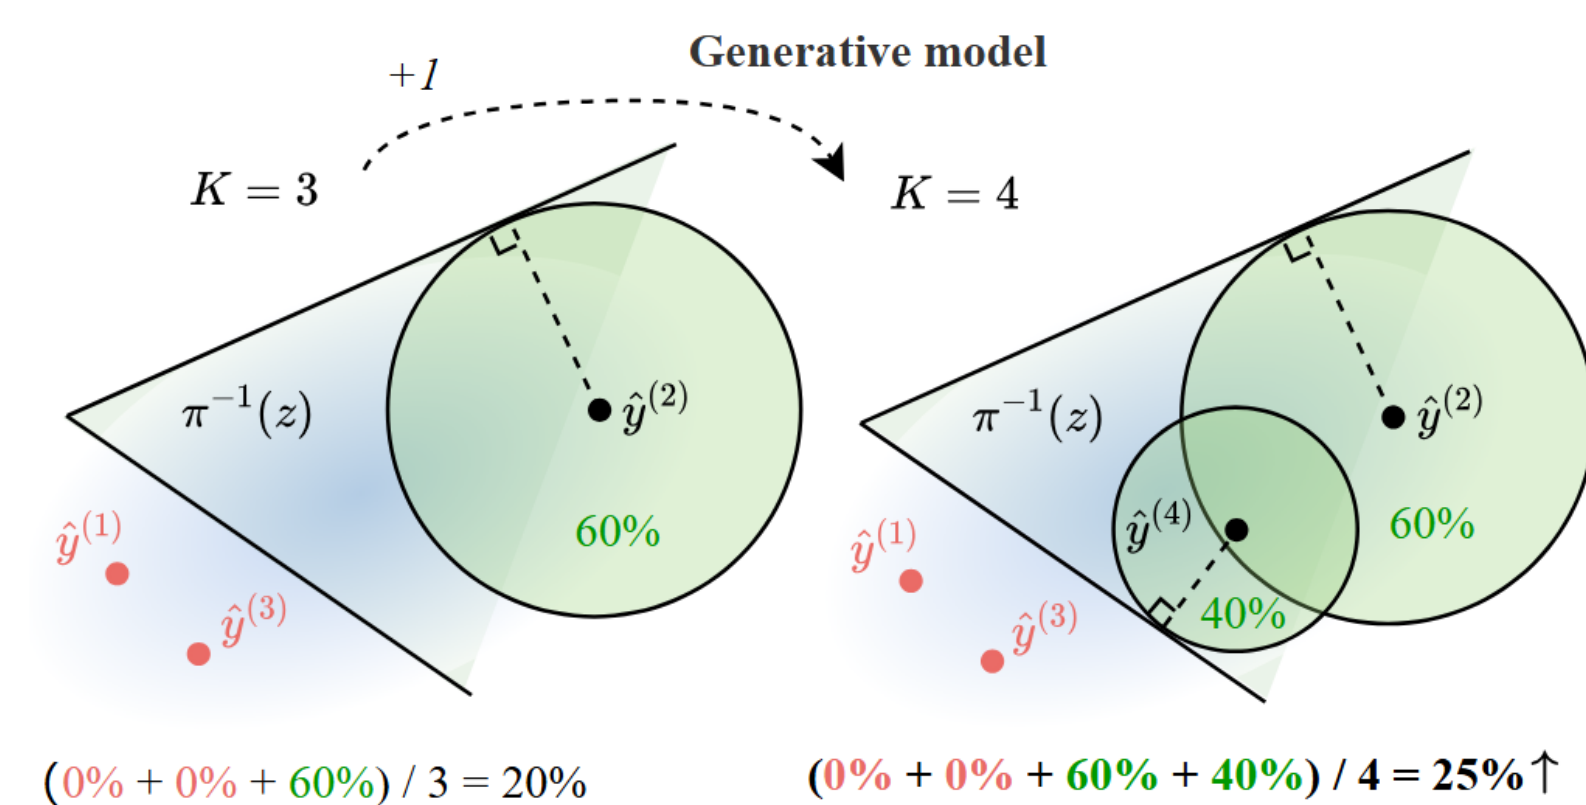 Generative model
+1
K = 3
K = 4
π⁻¹(z)
ŷ⁽²⁾
60%
ŷ⁽¹⁾
ŷ⁽³⁾
π⁻¹(z)
ŷ⁽²⁾
ŷ⁽⁴⁾
60%
40%
ŷ⁽¹⁾
ŷ⁽³⁾
(0% + 0% + 60%) / 3 = 20%
(0% + 0% + 60% + 40%) / 4 = 25%↑